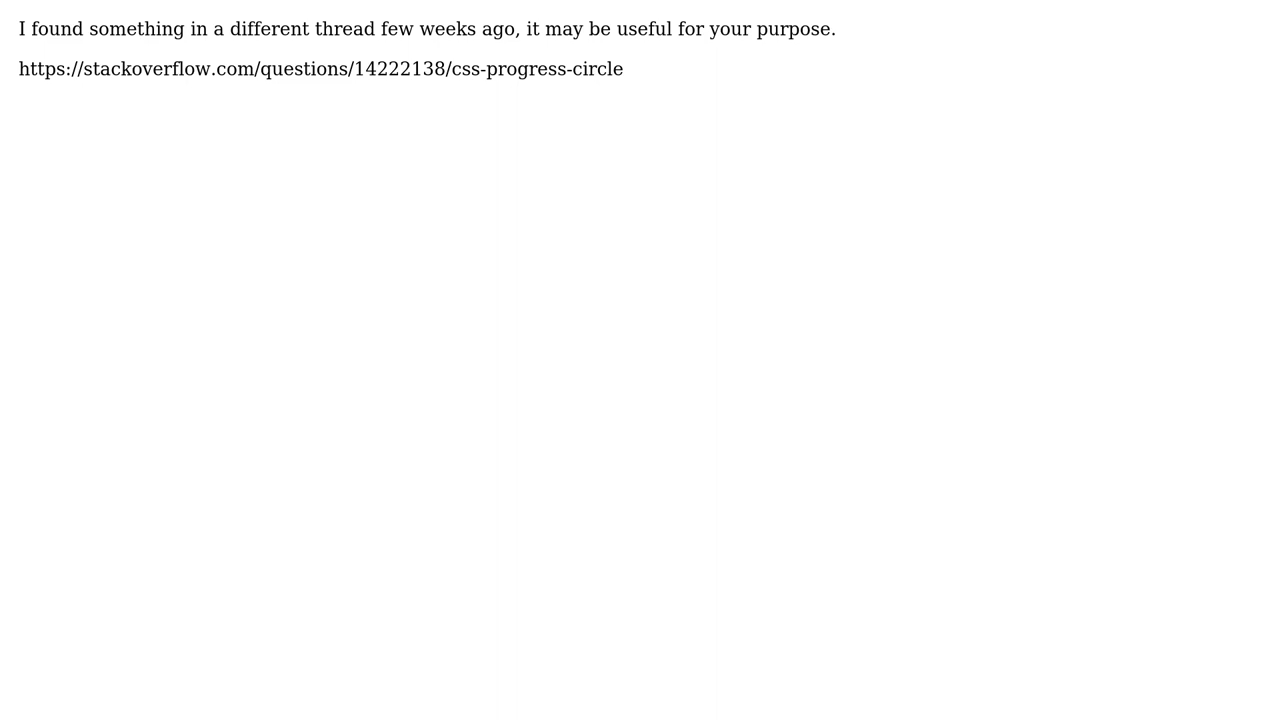 I found something in a different thread few weeks ago, it may be useful for your purpose.
https://stackoverflow.com/questions/14222138/css-progress-circle